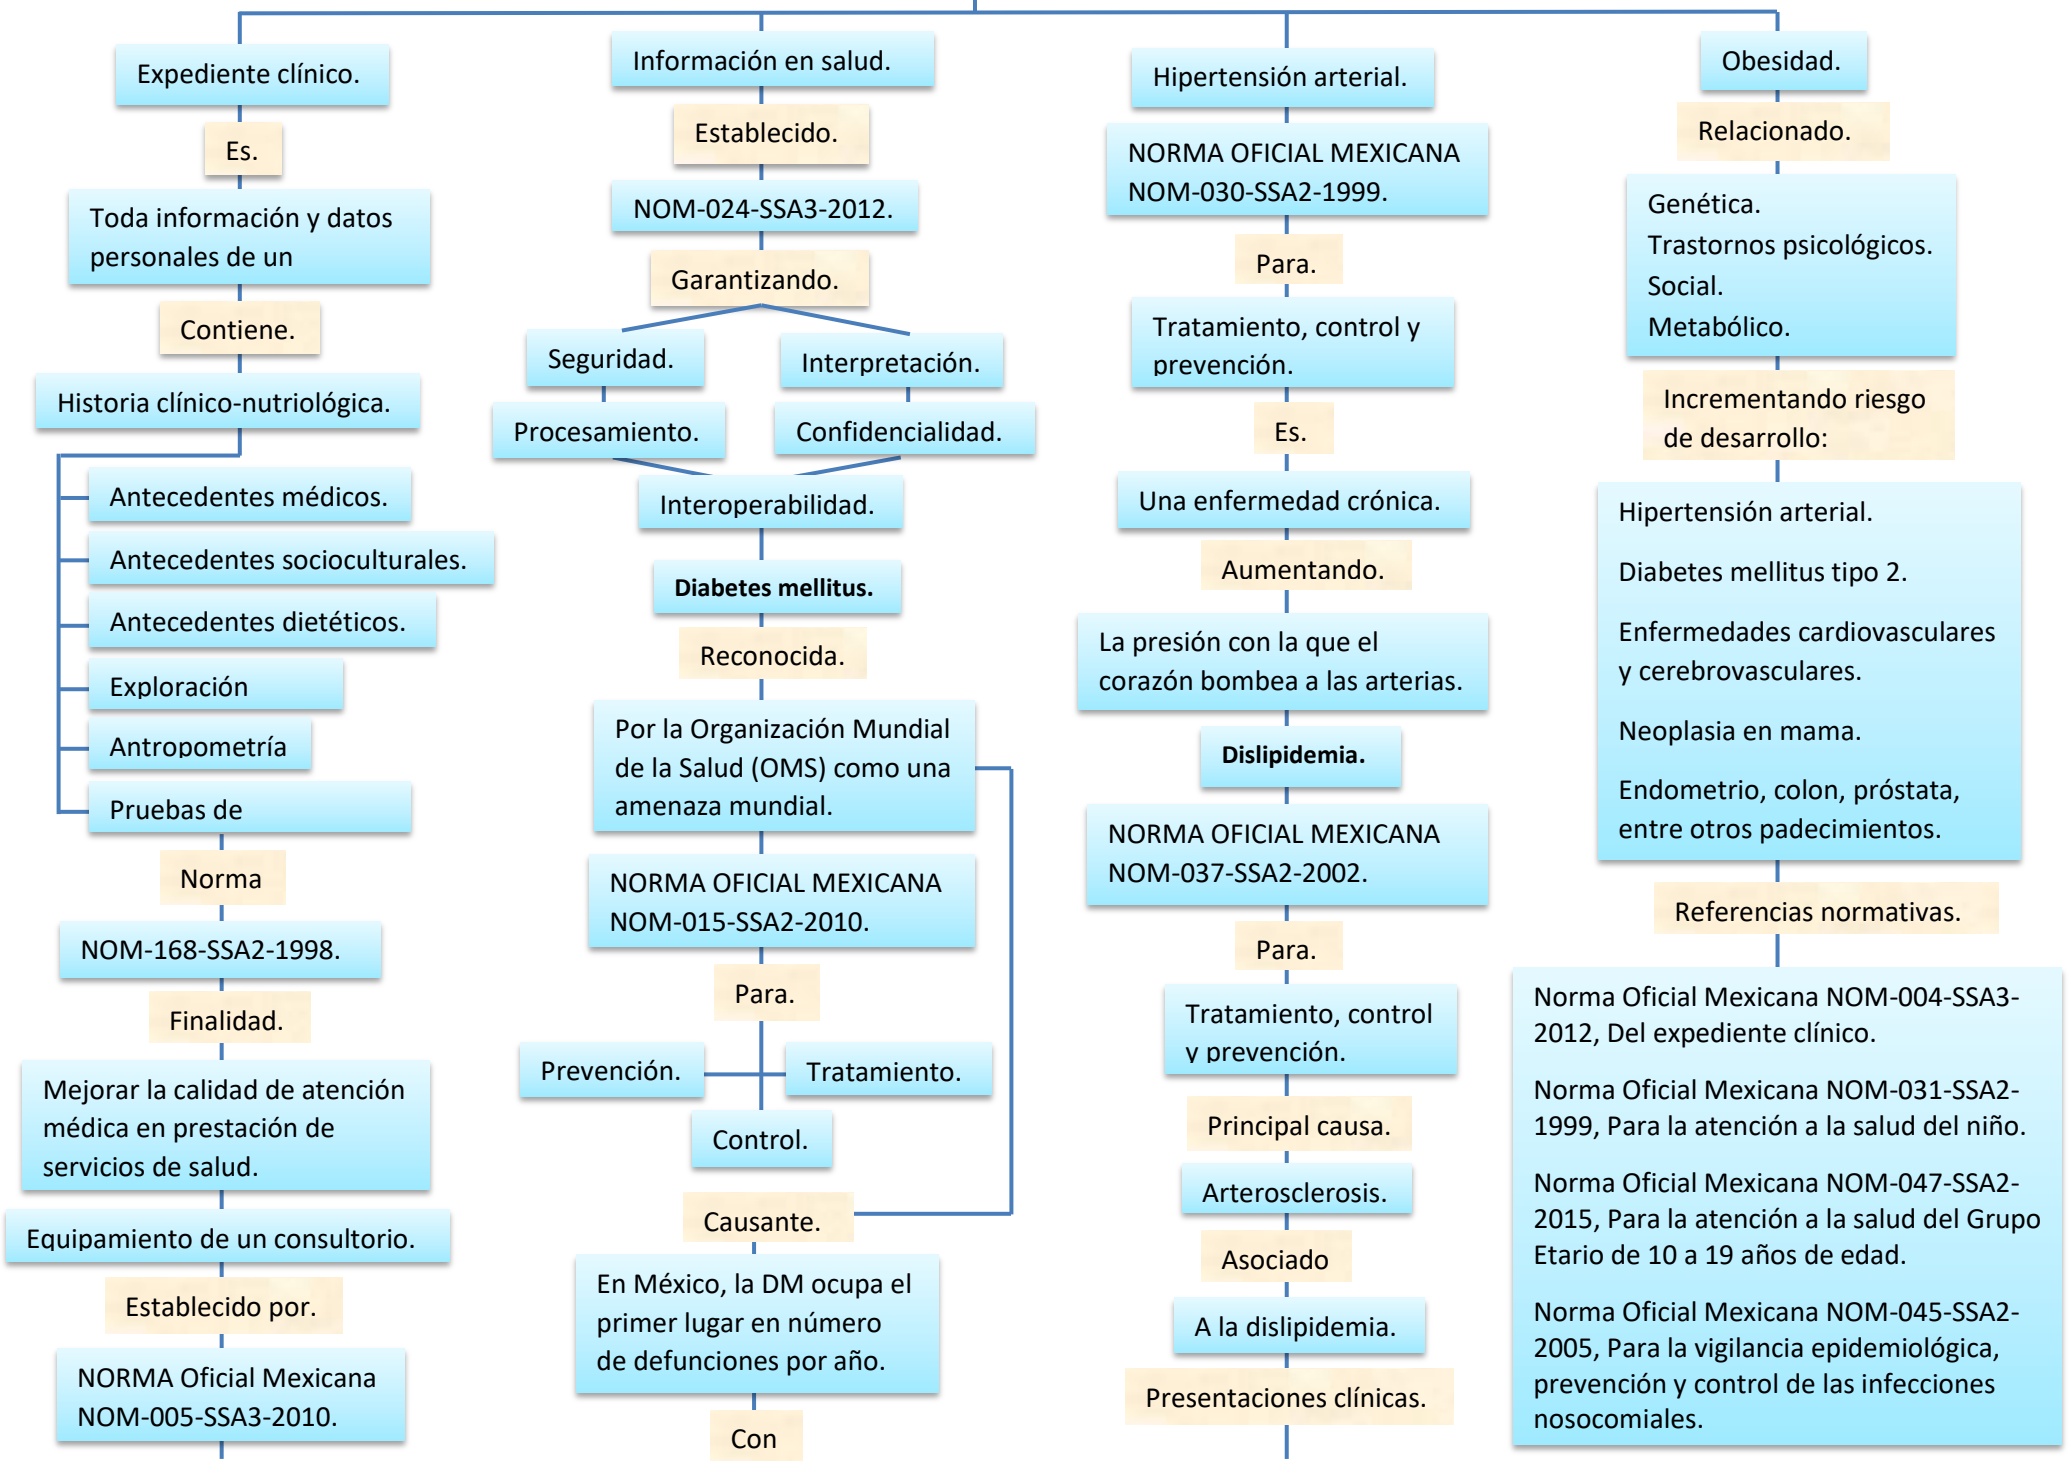 Expediente clínico.
Es.
Toda información y datos
personales de un
Contiene.
Historia clínico-nutriológica.
Antecedentes médicos.
Antecedentes socioculturales.
Antecedentes dietéticos.
Exploración
Antropometría
Pruebas de
Norma
NOM-168-SSA2-1998.
Finalidad.
Mejorar la calidad de atención
médica en prestación de
servicios de salud.
Equipamiento de un consultorio.
Establecido por.
NORMA Oficial Mexicana
NOM-005-SSA3-2010.
Información en salud.
Establecido.
NOM-024-SSA3-2012.
Garantizando.
Seguridad.
Interpretación.
Procesamiento.
Confidencialidad.
Interoperabilidad.
Diabetes mellitus.
Reconocida.
Por la Organización Mundial
de la Salud (OMS) como una
amenaza mundial.
NORMA OFICIAL MEXICANA
NOM-015-SSA2-2010.
Para.
Prevención.
Tratamiento.
Control.
Causante.
En México, la DM ocupa el
primer lugar en número
de defunciones por año.
Con
Hipertensión arterial.
NORMA OFICIAL MEXICANA
NOM-030-SSA2-1999.
Para.
Tratamiento, control y
prevención.
Es.
Una enfermedad crónica.
Aumentando.
La presión con la que el
corazón bombea a las arterias.
Dislipidemia.
NORMA OFICIAL MEXICANA
NOM-037-SSA2-2002.
Para.
Tratamiento, control
y prevención.
Principal causa.
Arterosclerosis.
Asociado
A la dislipidemia.
Presentaciones clínicas.
Obesidad.
Relacionado.
Genética.
Trastornos psicológicos.
Social.
Metabólico.
Incrementando riesgo
de desarrollo:
Hipertensión arterial.
Diabetes mellitus tipo 2.
Enfermedades cardiovasculares
y cerebrovasculares.
Neoplasia en mama.
Endometrio, colon, próstata,
entre otros padecimientos.
Referencias normativas.
Norma Oficial Mexicana NOM-004-SSA3-
2012, Del expediente clínico.
Norma Oficial Mexicana NOM-031-SSA2-
1999, Para la atención a la salud del niño.
Norma Oficial Mexicana NOM-047-SSA2-
2015, Para la atención a la salud del Grupo
Etario de 10 a 19 años de edad.
Norma Oficial Mexicana NOM-045-SSA2-
2005, Para la vigilancia epidemiológica,
prevención y control de las infecciones
nosocomiales.